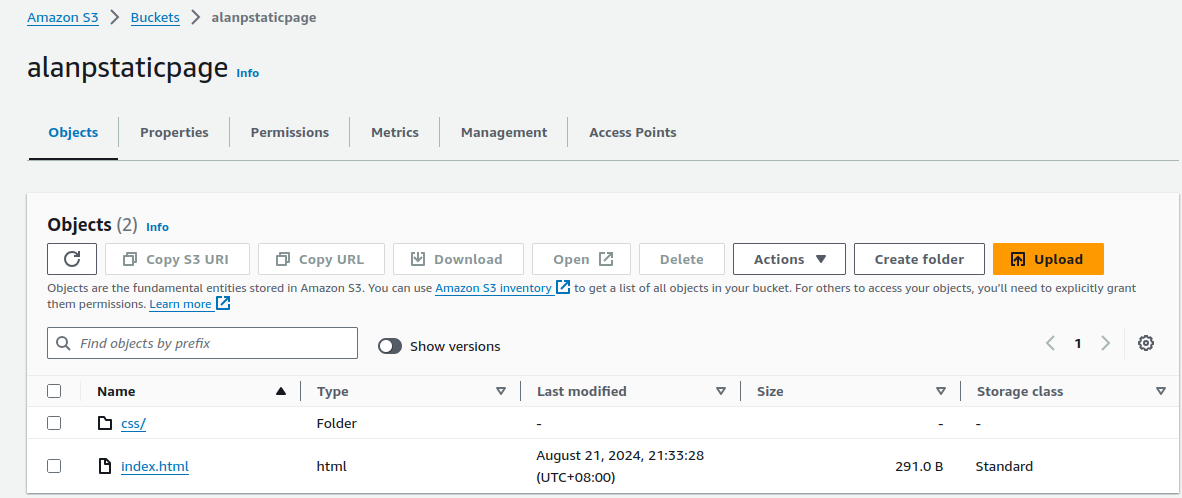 Amazon S3 > Buckets > alanpstaticpage
alanpstaticpage Info
Objects Properties Permissions Metrics Management Access Points
Objects (2) Info
Copy S3 URI Copy URL Download Open Delete Actions Create folder Upload
Objects are the fundamental entities stored in Amazon S3. You can use Amazon S3 inventory to get a list of all objects in your bucket. For others to access your objects, you'll need to explicitly grant
them permissions. Learn more
Find objects by prefix Show versions 1
Name Type Last modified Size Storage class
css/ Folder - - -
index.html html August 21, 2024, 21:33:28 291.0 B Standard
(UTC+08:00)